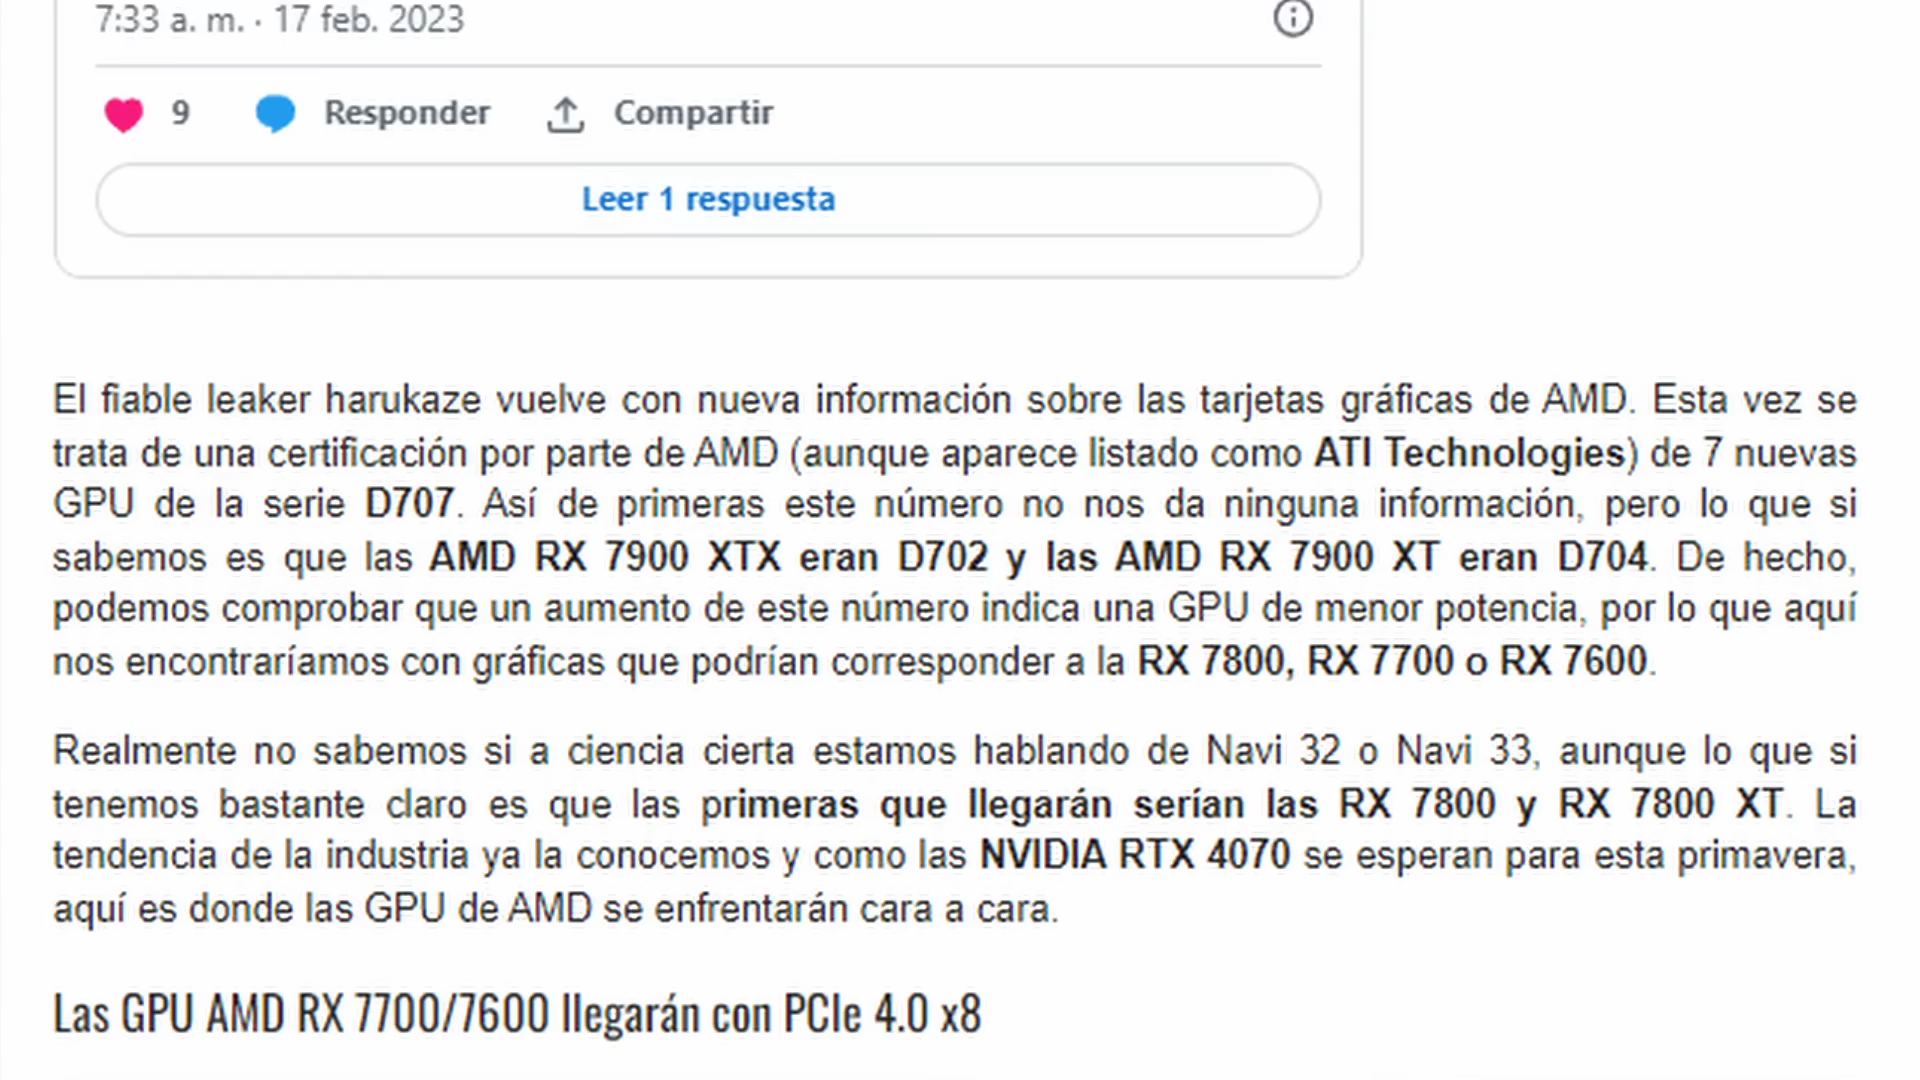 7:33 a. m. · 17 feb. 2023
9 Responder Compartir
Leer 1 respuesta
El fiable leaker harukaze vuelve con nueva información sobre las tarjetas gráficas de AMD. Esta vez se
trata de una certificación por parte de AMD (aunque aparece listado como ATI Technologies) de 7 nuevas
GPU de la serie D707. Así de primeras este número no nos da ninguna información, pero lo que si
sabemos es que las AMD RX 7900 XTX eran D702 y las AMD RX 7900 XT eran D704. De hecho,
podemos comprobar que un aumento de este número indica una GPU de menor potencia, por lo que aquí
nos encontraríamos con gráficas que podrían corresponder a la RX 7800, RX 7700 o RX 7600.
Realmente no sabemos si a ciencia cierta estamos hablando de Navi 32 o Navi 33, aunque lo que si
tenemos bastante claro es que las primeras que llegarán serían las RX 7800 y RX 7800 XT. La
tendencia de la industria ya la conocemos y como las NVIDIA RTX 4070 se esperan para esta primavera,
aquí es donde las GPU de AMD se enfrentarán cara a cara.
Las GPU AMD RX 7700/7600 llegarán con PCIe 4.0 x8